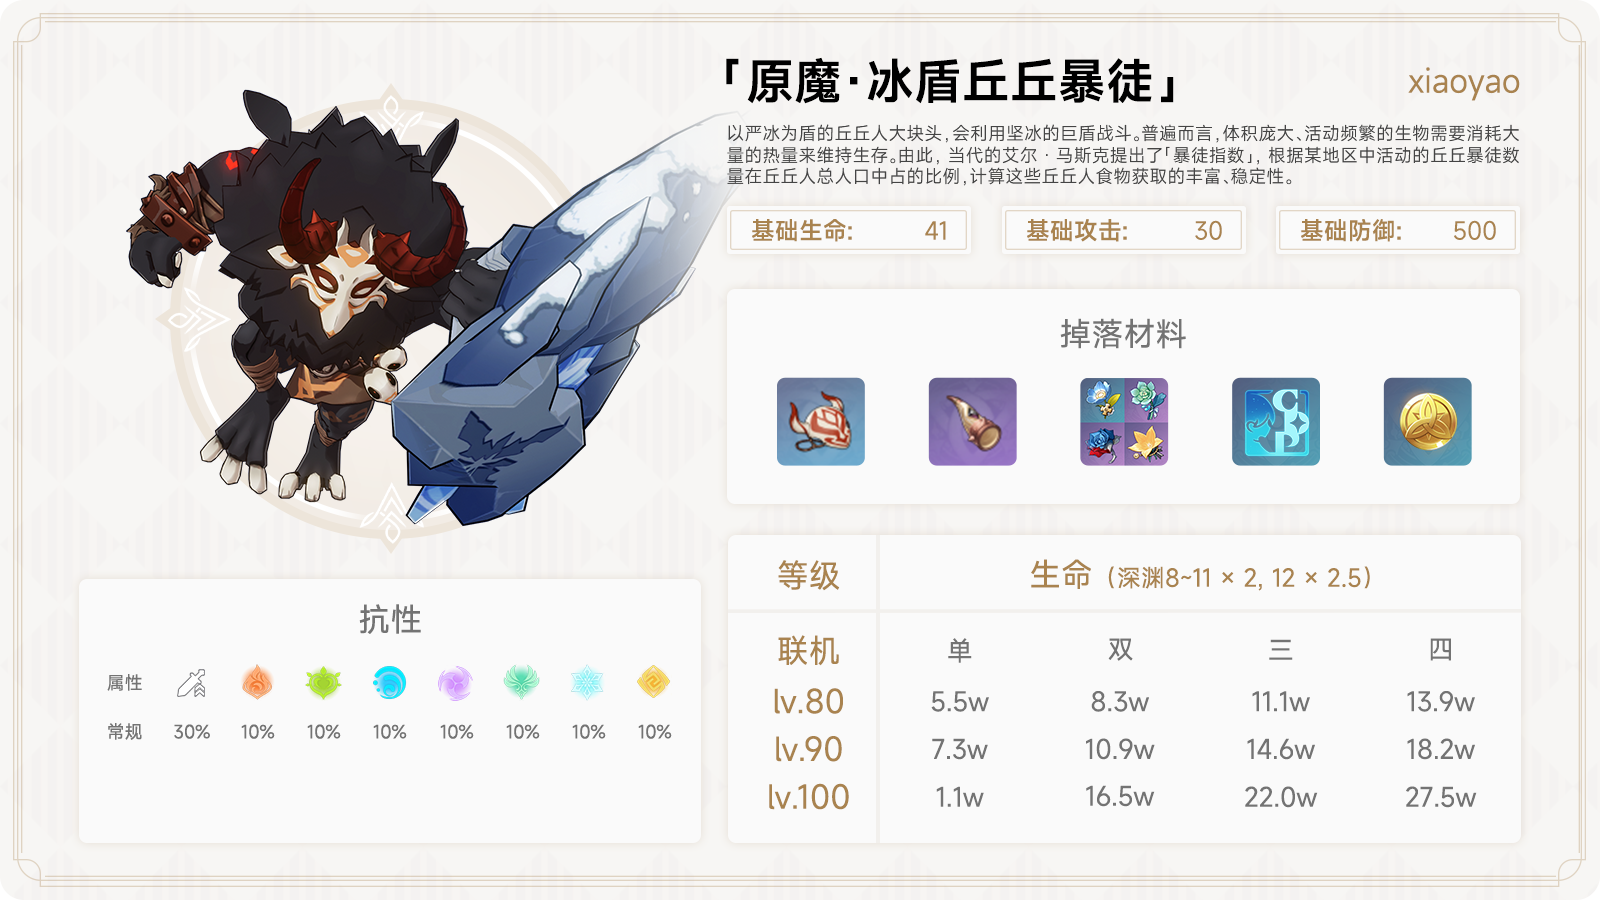 「原魔·冰盾丘丘暴徒」
xiaoyao
以严冰为盾的丘丘人大块头,会利用坚冰的巨盾战斗。普遍而言,体积庞大、活动频繁的生物需要消耗大
量的热量来维持生存。由此, 当代的艾尔 · 马斯克提出了「暴徒指数」, 根据某地区中活动的丘丘暴徒数
量在丘丘人总人口中占的比例,计算这些丘丘人食物获取的丰富、稳定性。
基础生命: 41
基础攻击: 30
基础防御: 500
掉落材料
抗性
属性
常规 30% 10% 10% 10% 10% 10% 10% 10%
等级 生命 (深渊8~11 × 2, 12 × 2.5)
联机 单 双 三 四
lv.80 5.5w 8.3w 11.1w 13.9w
lv.90 7.3w 10.9w 14.6w 18.2w
lv.100 1.1w 16.5w 22.0w 27.5w